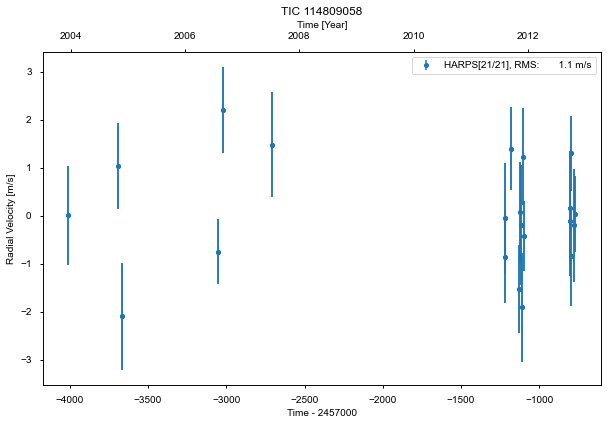 TIC 114809058
Time [Year]
2004 2006 2008 2010 2012
HARPS[21/21], RMS: 1.1 m/s
3
2
1
0
−1
−2
−3
Radial Velocity [m/s]
−4000 −3500 −3000 −2500 −2000 −1500 −1000
Time - 2457000